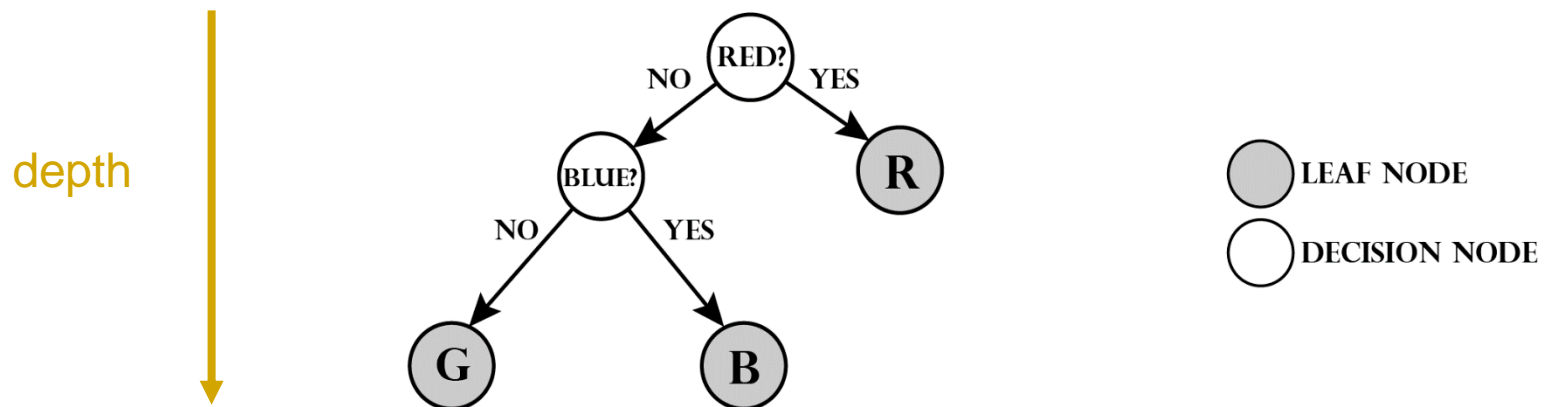 RED?
NO
YES
depth
BLUE?
R
LEAF NODE
NO
YES
DECISION NODE
G
B